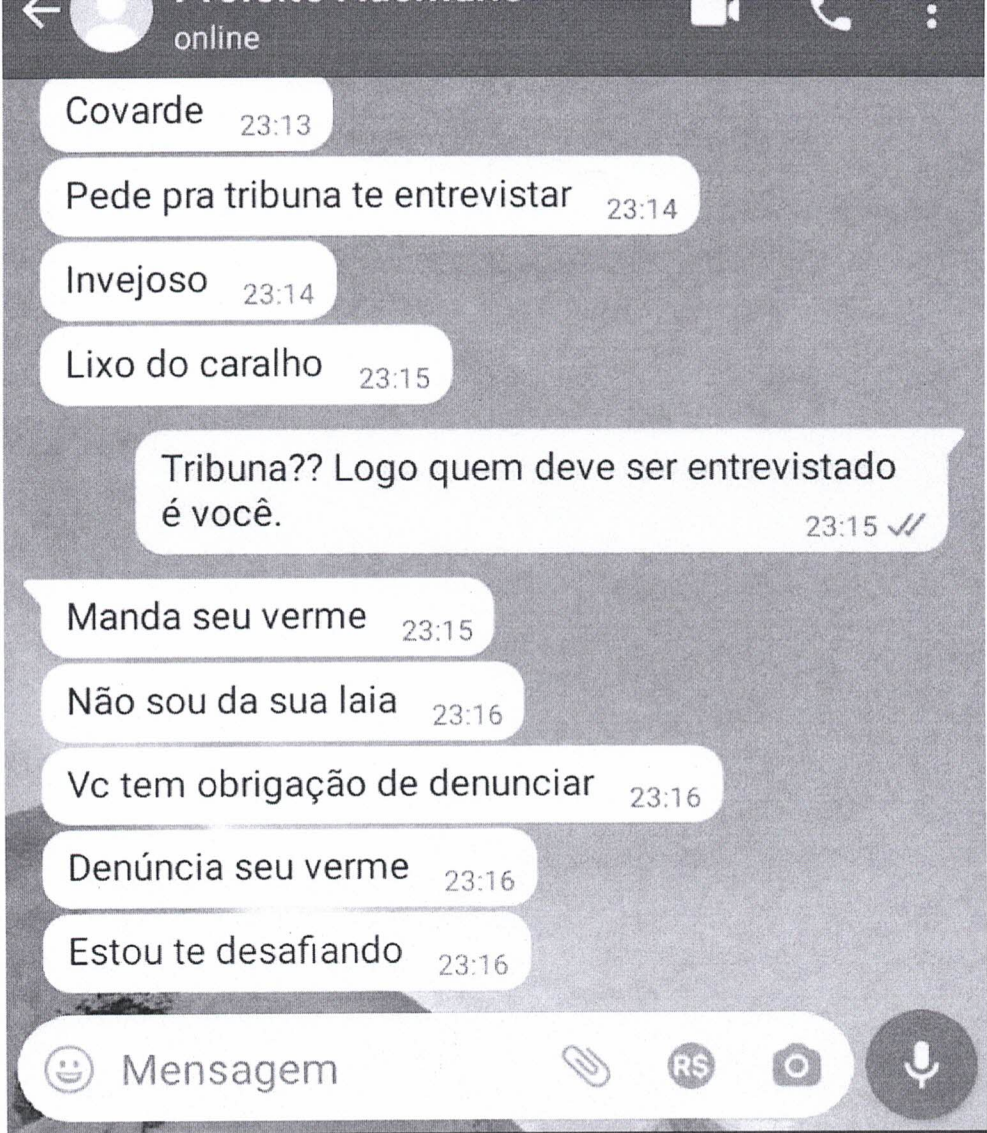 online
Covarde 23:13
Pede pra tribuna te entrevistar 23:14
Invejoso 23:14
Lixo do caralho 23:15
Tribuna?? Logo quem deve ser entrevistado
é você. 23:15
Manda seu verme 23:15
Não sou da sua laia 23:16
Vc tem obrigação de denunciar 23:16
Denúncia seu verme 23:16
Estou te desafiando 23:16
Mensagem R$